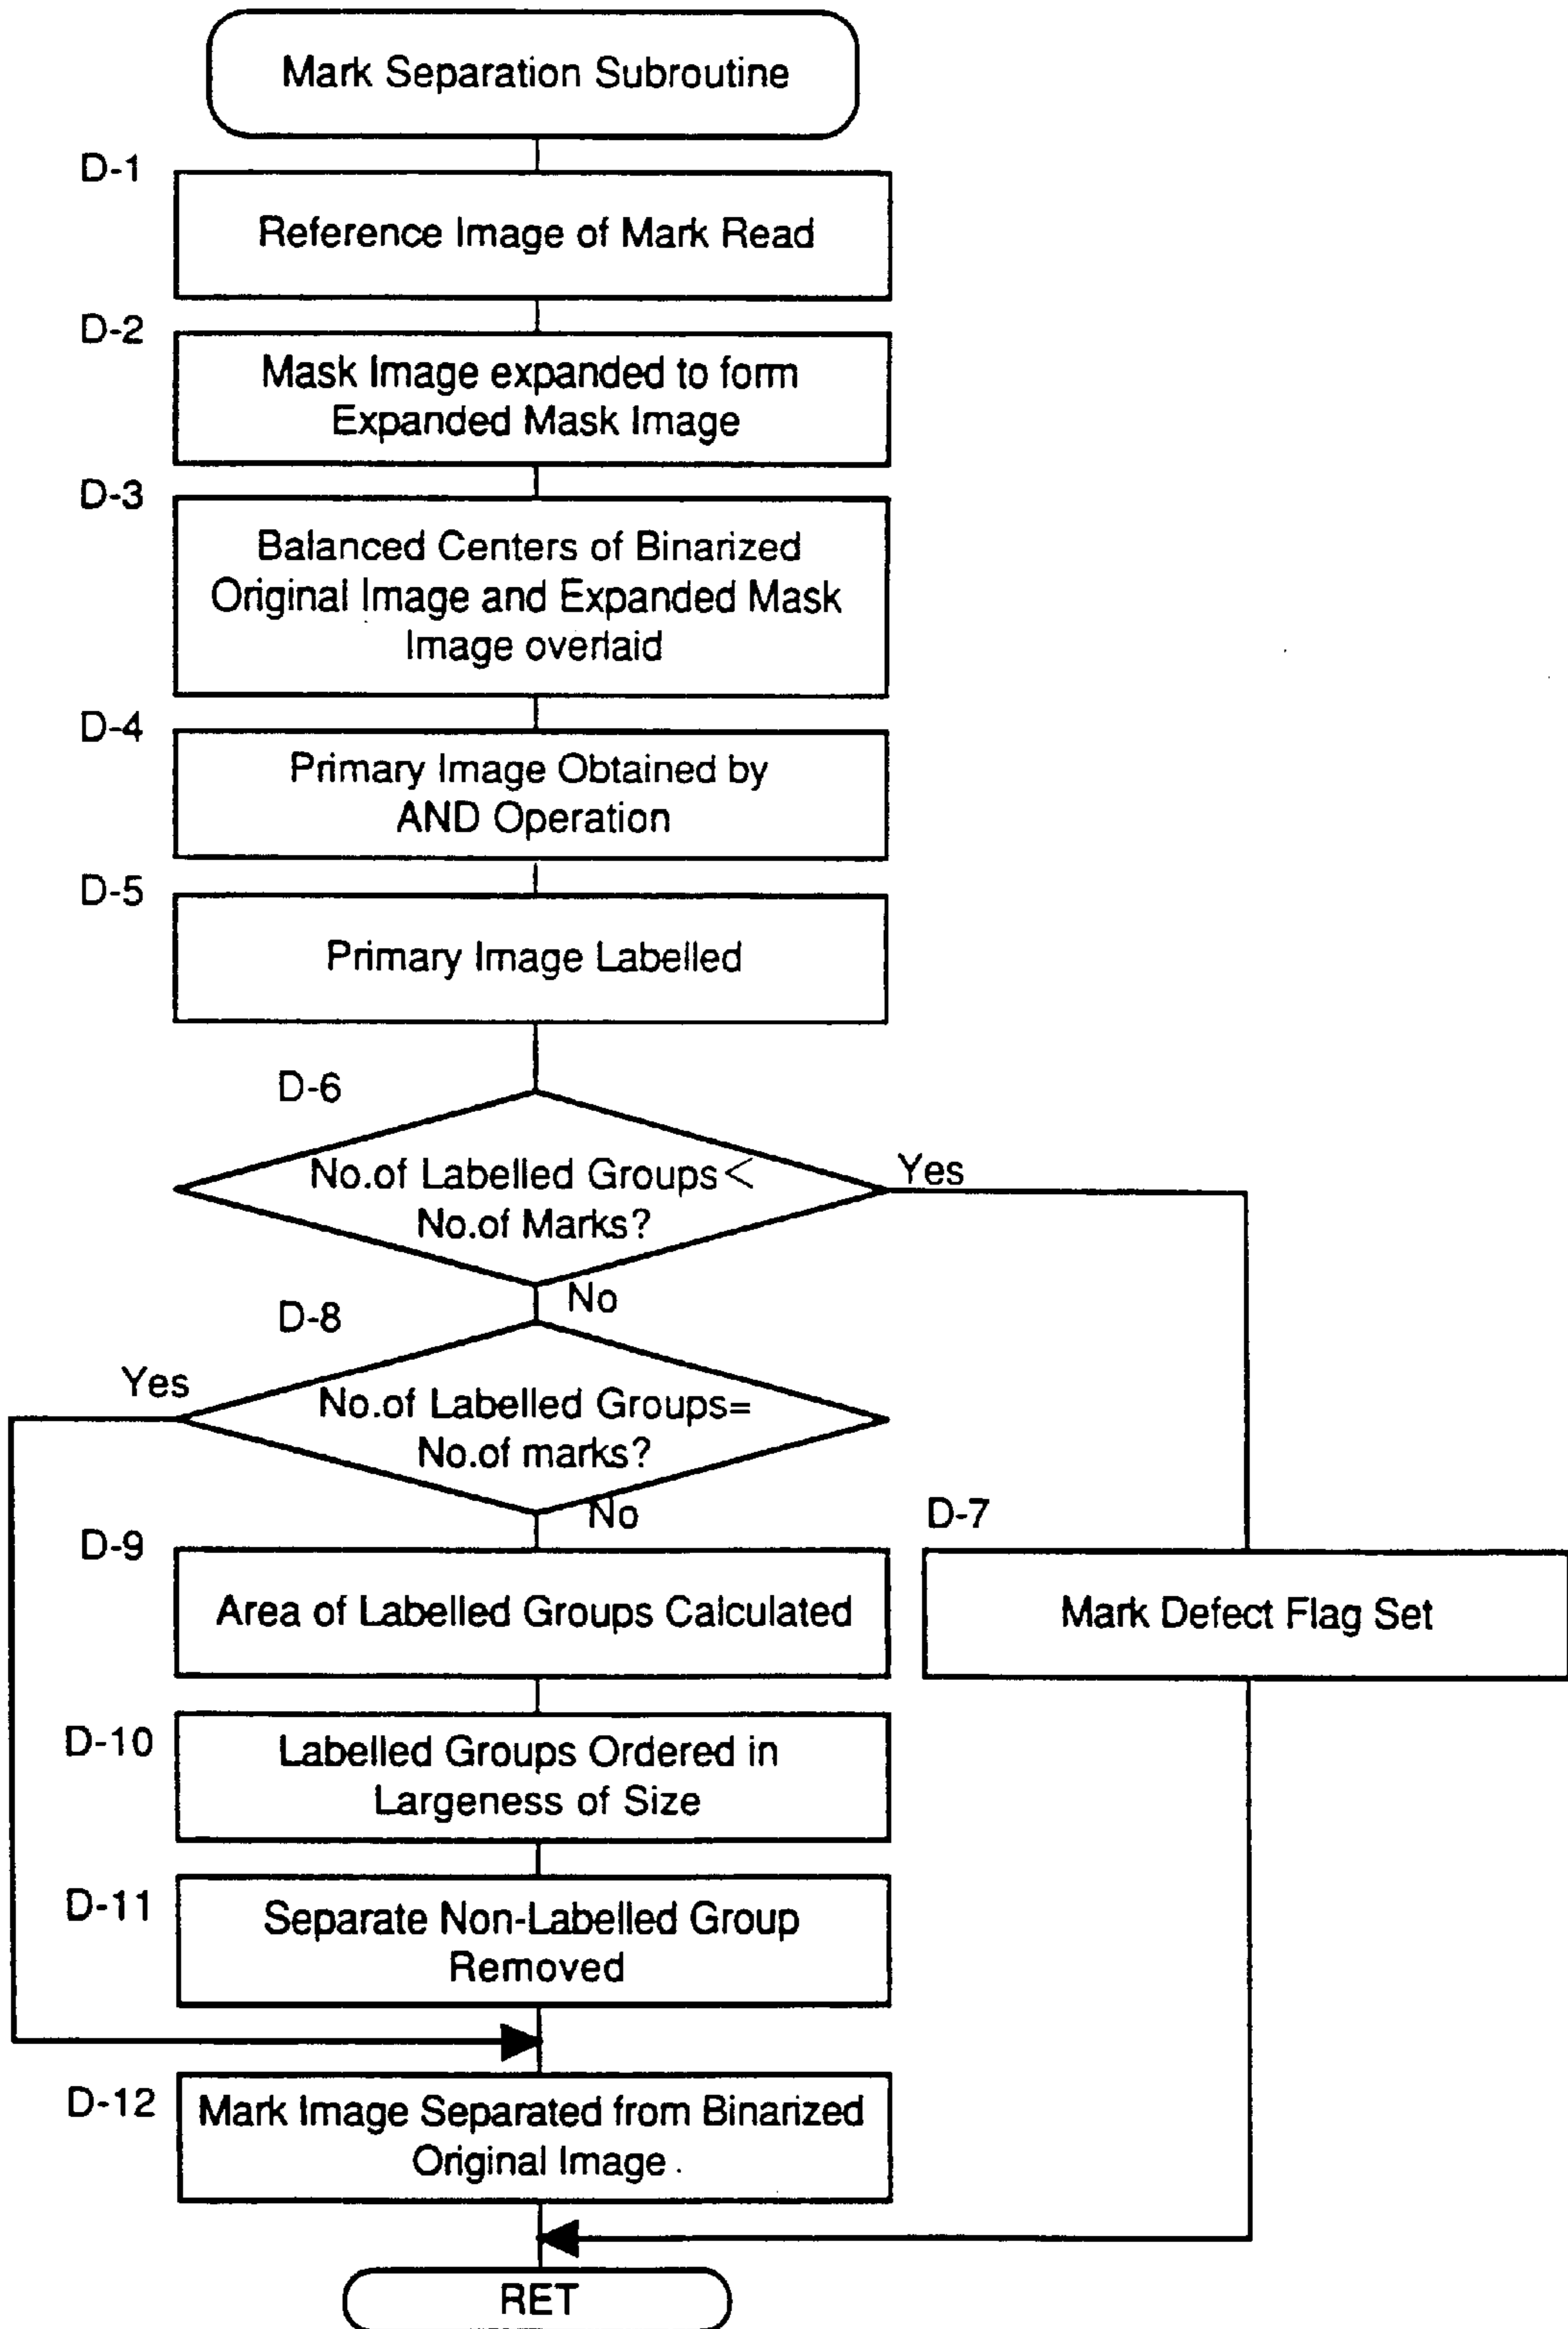 Mark Separation Subroutine
D-1
Reference Image of Mark Read
D-2
Mask Image expanded to form
Expanded Mask Image
D-3
Balanced Centers of Binarized
Original Image and Expanded Mask
Image overlaid
D-4
Primary Image Obtained by
AND Operation
D-5
Primary Image Labelled
D-6
No.of Labelled Groups<
No.of Marks?
Yes
No
D-8
Yes
No.of Labelled Groups=
No.of marks?
No
D-7
D-9
Area of Labelled Groups Calculated
Mark Defect Flag Set
D-10
Labelled Groups Ordered in
Largeness of Size
D-11
Separate Non-Labelled Group
Removed
D-12
Mark Image Separated from Binarized
Original Image
RET